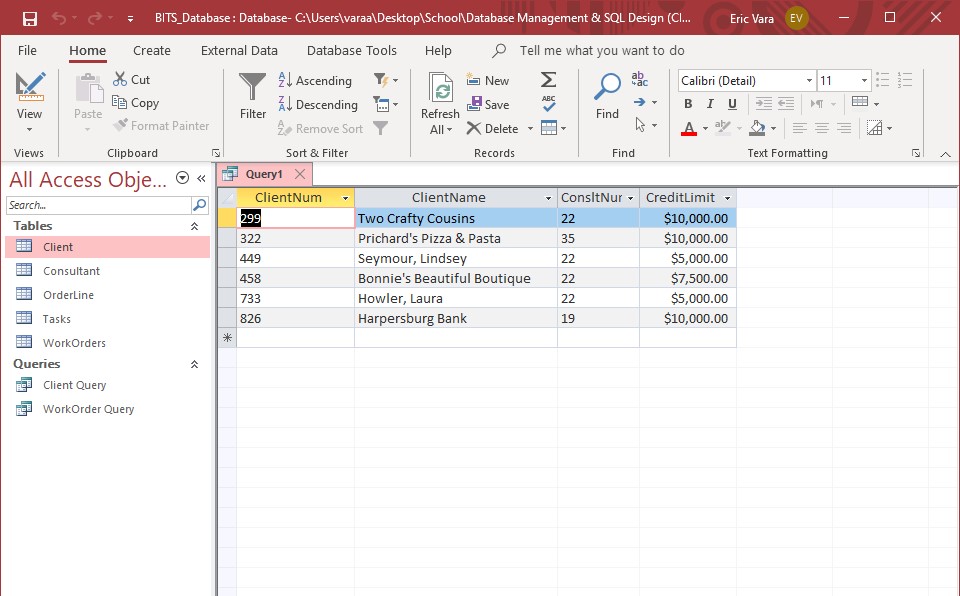 BITS_Database : Database- C:\Users\varaa\Desktop\School\Database Management & SQL Design (Cl... Eric Vara EV
File Home Create External Data Database Tools Help Tell me what you want to do
View Paste Cut Copy Format Painter
Filter Ascending Descending Remove Sort
Refresh All New Save Delete
Σ ABC
Find ab ac
Calibri (Detail) 11
B I U
A ab
Views Clipboard Sort & Filter Records Find Text Formatting
All Access Obje... «
Search...
Tables
Client
Consultant
OrderLine
Tasks
WorkOrders
Queries
Client Query
WorkOrder Query
Query1
ClientNum ClientName ConsltNur CreditLimit
299 Two Crafty Cousins 22 $10,000.00
322 Prichard's Pizza & Pasta 35 $10,000.00
449 Seymour, Lindsey 22 $5,000.00
458 Bonnie's Beautiful Boutique 22 $7,500.00
733 Howler, Laura 22 $5,000.00
826 Harpersburg Bank 19 $10,000.00
*